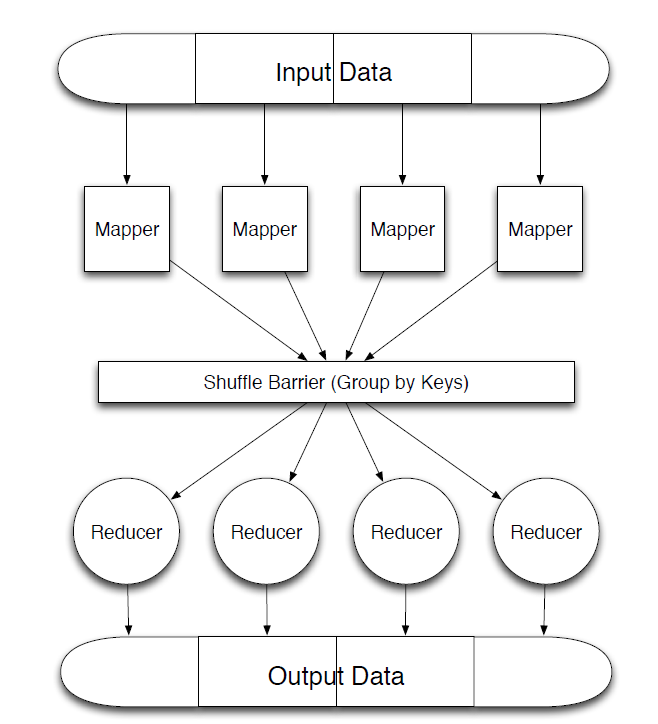 Input Data
Mapper
Mapper
Mapper
Mapper
Shuffle Barrier (Group by Keys)
Reducer
Reducer
Reducer
Reducer
Output Data